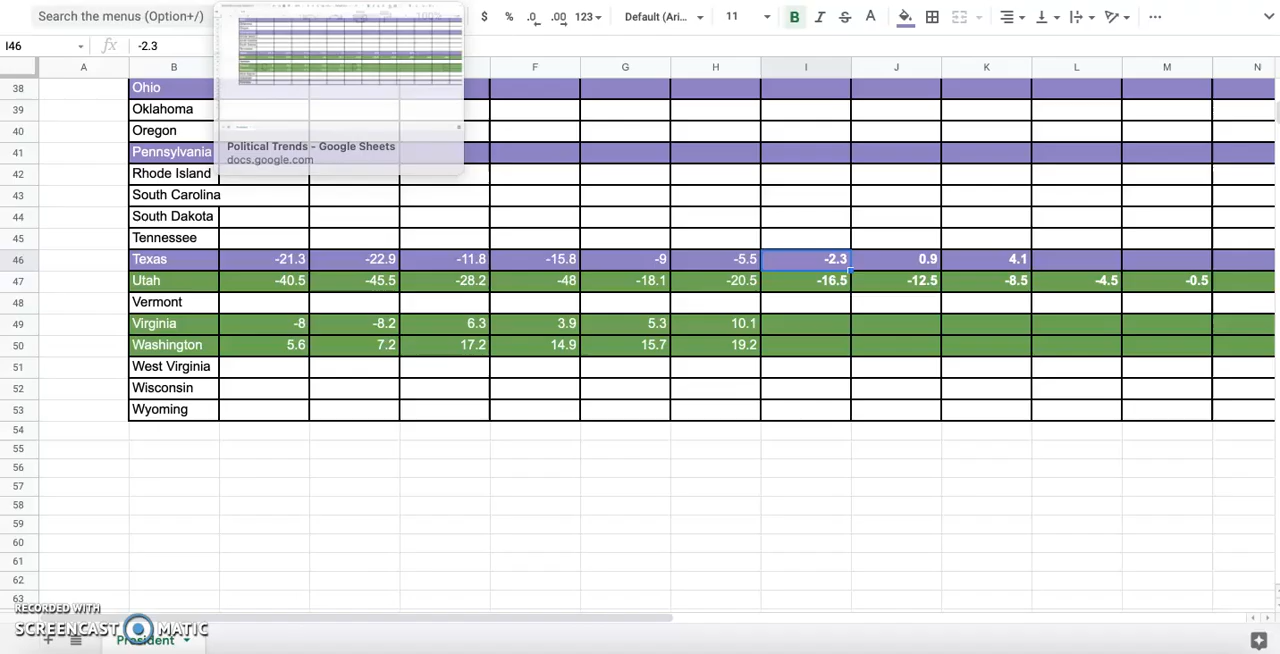 Search the menus (Option+/) $ % .0 .00 123 Default (Ari... 11 B I S A
I46 fx -2.3
A B F G H I J K L M N
38 Ohio
39 Oklahoma
40 Oregon
Political Trends - Google Sheets
41 Pennsylvania
docs.google.com
42 Rhode Island
43 South Carolina
44 South Dakota
45 Tennessee
46 Texas -21.3 -22.9 -11.8 -15.8 -9 -5.5 -2.3 0.9 4.1
47 Utah -40.5 -45.5 -28.2 -48 -18.1 -20.5 -16.5 -12.5 -8.5 -4.5 -0.5
48 Vermont
49 Virginia -8 -8.2 6.3 3.9 5.3 10.1
50 Washington 5.6 7.2 17.2 14.9 15.7 19.2
51 West Virginia
52 Wisconsin
53 Wyoming
54
55
56
57
58
59
60
61
62
63
RECORDED WITH
SCREENCAST MATIC
President